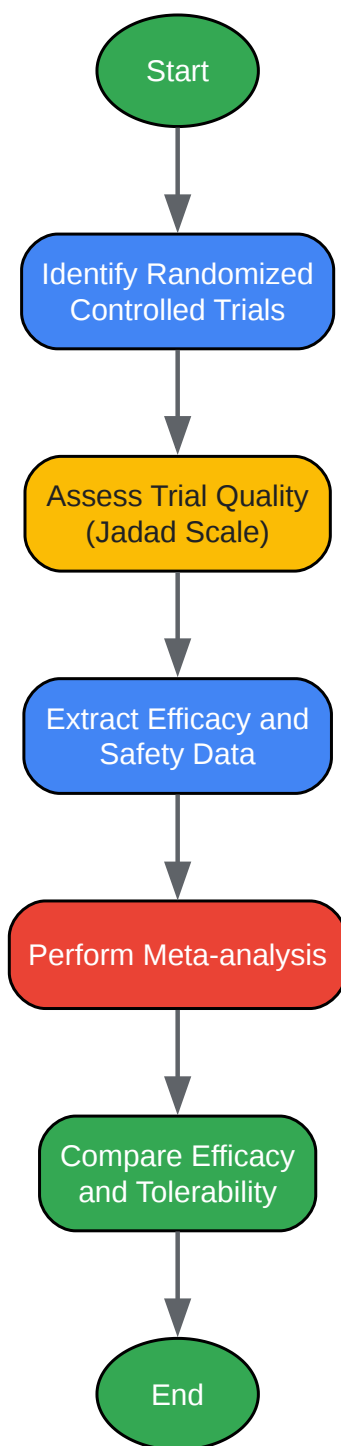 Start
Identify Randomized
Controlled Trials
Assess Trial Quality
(Jadad Scale)
Extract Efficacy and
Safety Data
Perform Meta-analysis
Compare Efficacy
and Tolerability
End